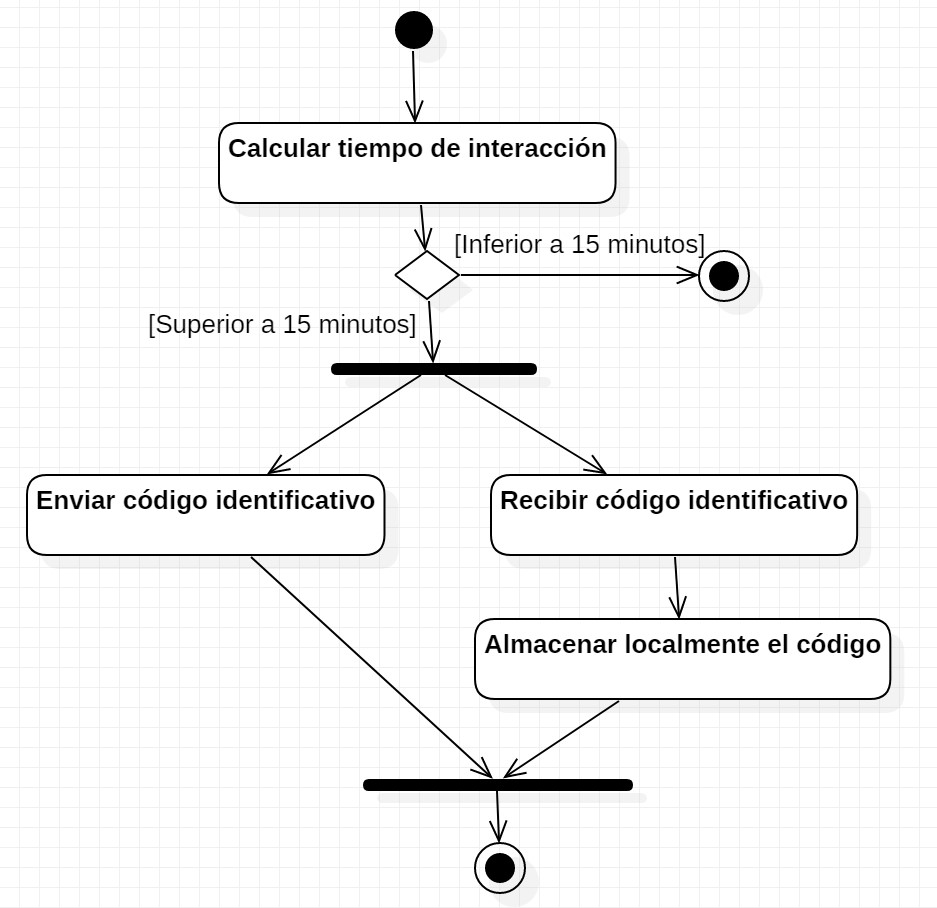 Calcular tiempo de interacción
[Inferior a 15 minutos]
[Superior a 15 minutos]
Enviar código identificativo
Recibir código identificativo
Almacenar localmente el código